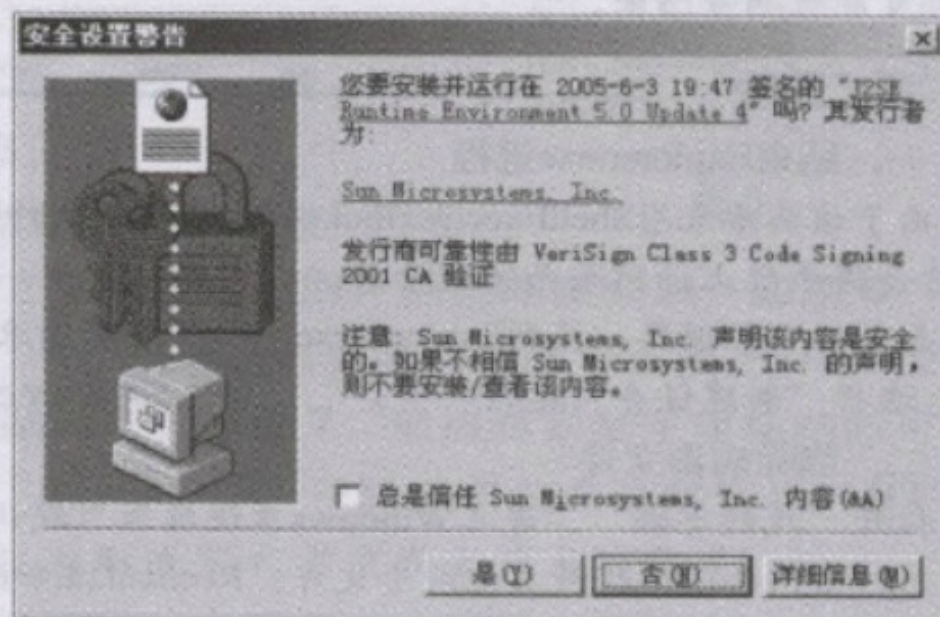 安全设置警告
您要安装并运行在 2005-6-3 19:47 签名的 "J2SE
Runtime Environment 5.0 Update 4" 吗? 其发行者
为:
Sun Microsystems, Inc.
发行商可靠性由 VeriSign Class 3 Code Signing
2001 CA 验证
注意: Sun Microsystems, Inc. 声明该内容是安全
的。如果不相信 Sun Microsystems, Inc. 的声明,
则不要安装/查看该内容。
总是信任 Sun Microsystems, Inc. 内容(&A)
是(Y)
否(N)
详细信息(M)